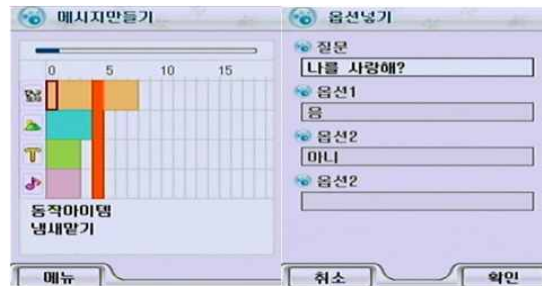 메시지만들기
0 5 10 15
T
동작아이템
냄새맡기
메뉴
옵션넣기
질문
나를 사랑해?
옵션1
응
옵션2
아니
옵션2
취소 확인